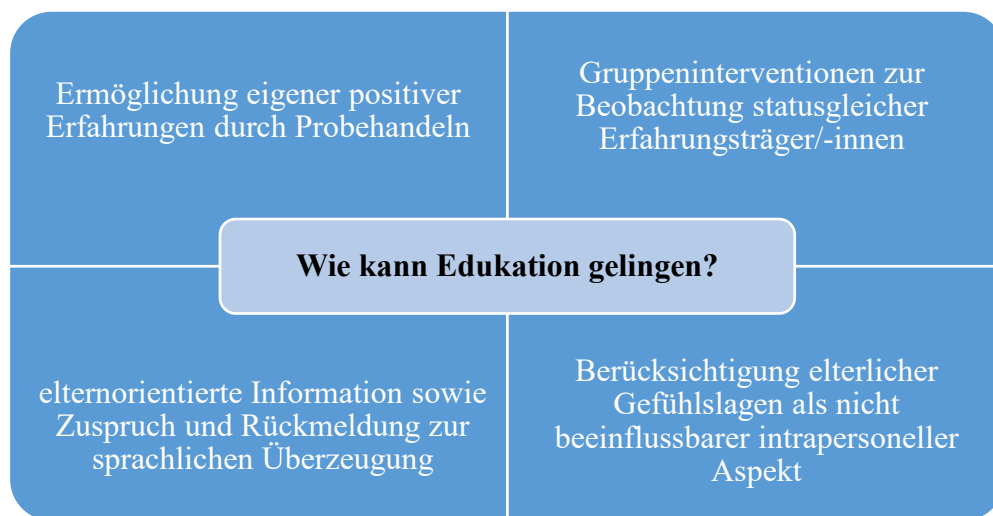 Ermöglichung eigener positiver
Erfahrungen durch Probehandeln
Gruppeninterventionen zur
Beobachtung statusgleicher
Erfahrungsträger/-innen
Wie kann Edukation gelingen?
elternorientierte Information sowie
Zuspruch und Rückmeldung zur
sprachlichen Überzeugung
Berücksichtigung elterlicher
Gefühlslagen als nicht
beeinflussbarer intrapersoneller
Aspekt